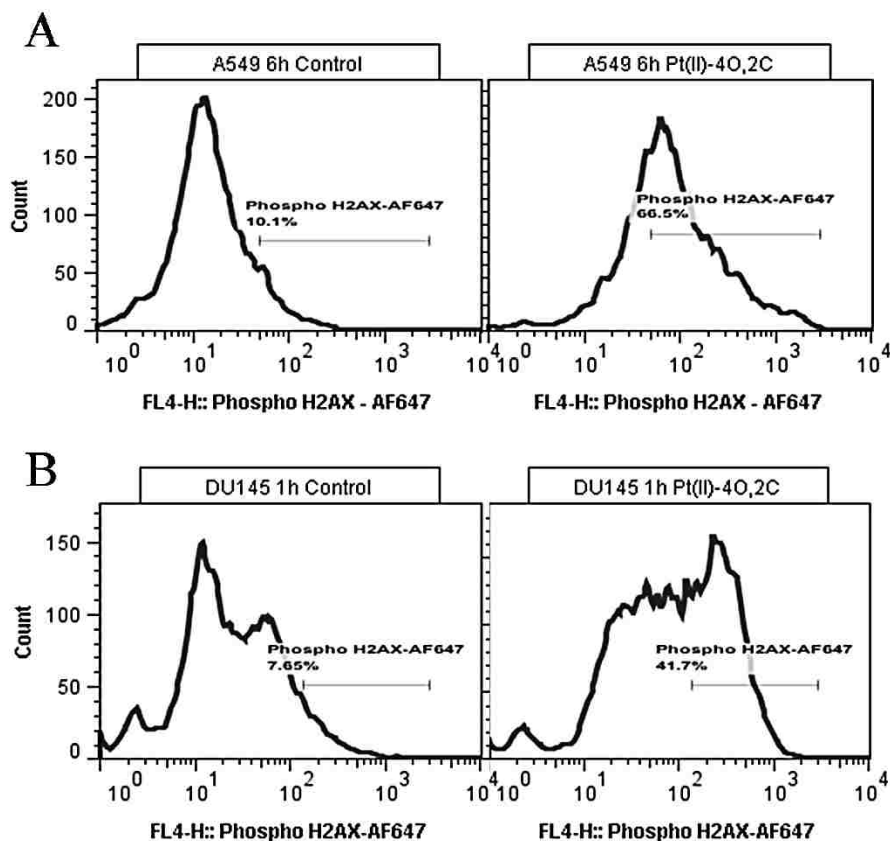 A
A549 6h Control
A549 6h Pt(II)-4O,2C
200
150
100
50
0
Count
Phospho H2AX-AF647
10.1%
Phospho H2AX-AF647
66.5%
10^0 10^1 10^2 10^3 10^4
10^0 10^1 10^2 10^3 10^4
FL4-H:: Phospho H2AX - AF647
FL4-H:: Phospho H2AX - AF647
B
DU145 1h Control
DU145 1h Pt(II)-4O,2C
150
100
50
0
Count
Phospho H2AX-AF647
7.65%
Phospho H2AX-AF647
41.7%
10^0 10^1 10^2 10^3 10^4
10^0 10^1 10^2 10^3 10^4
FL4-H:: Phospho H2AX-AF647
FL4-H:: Phospho H2AX-AF647